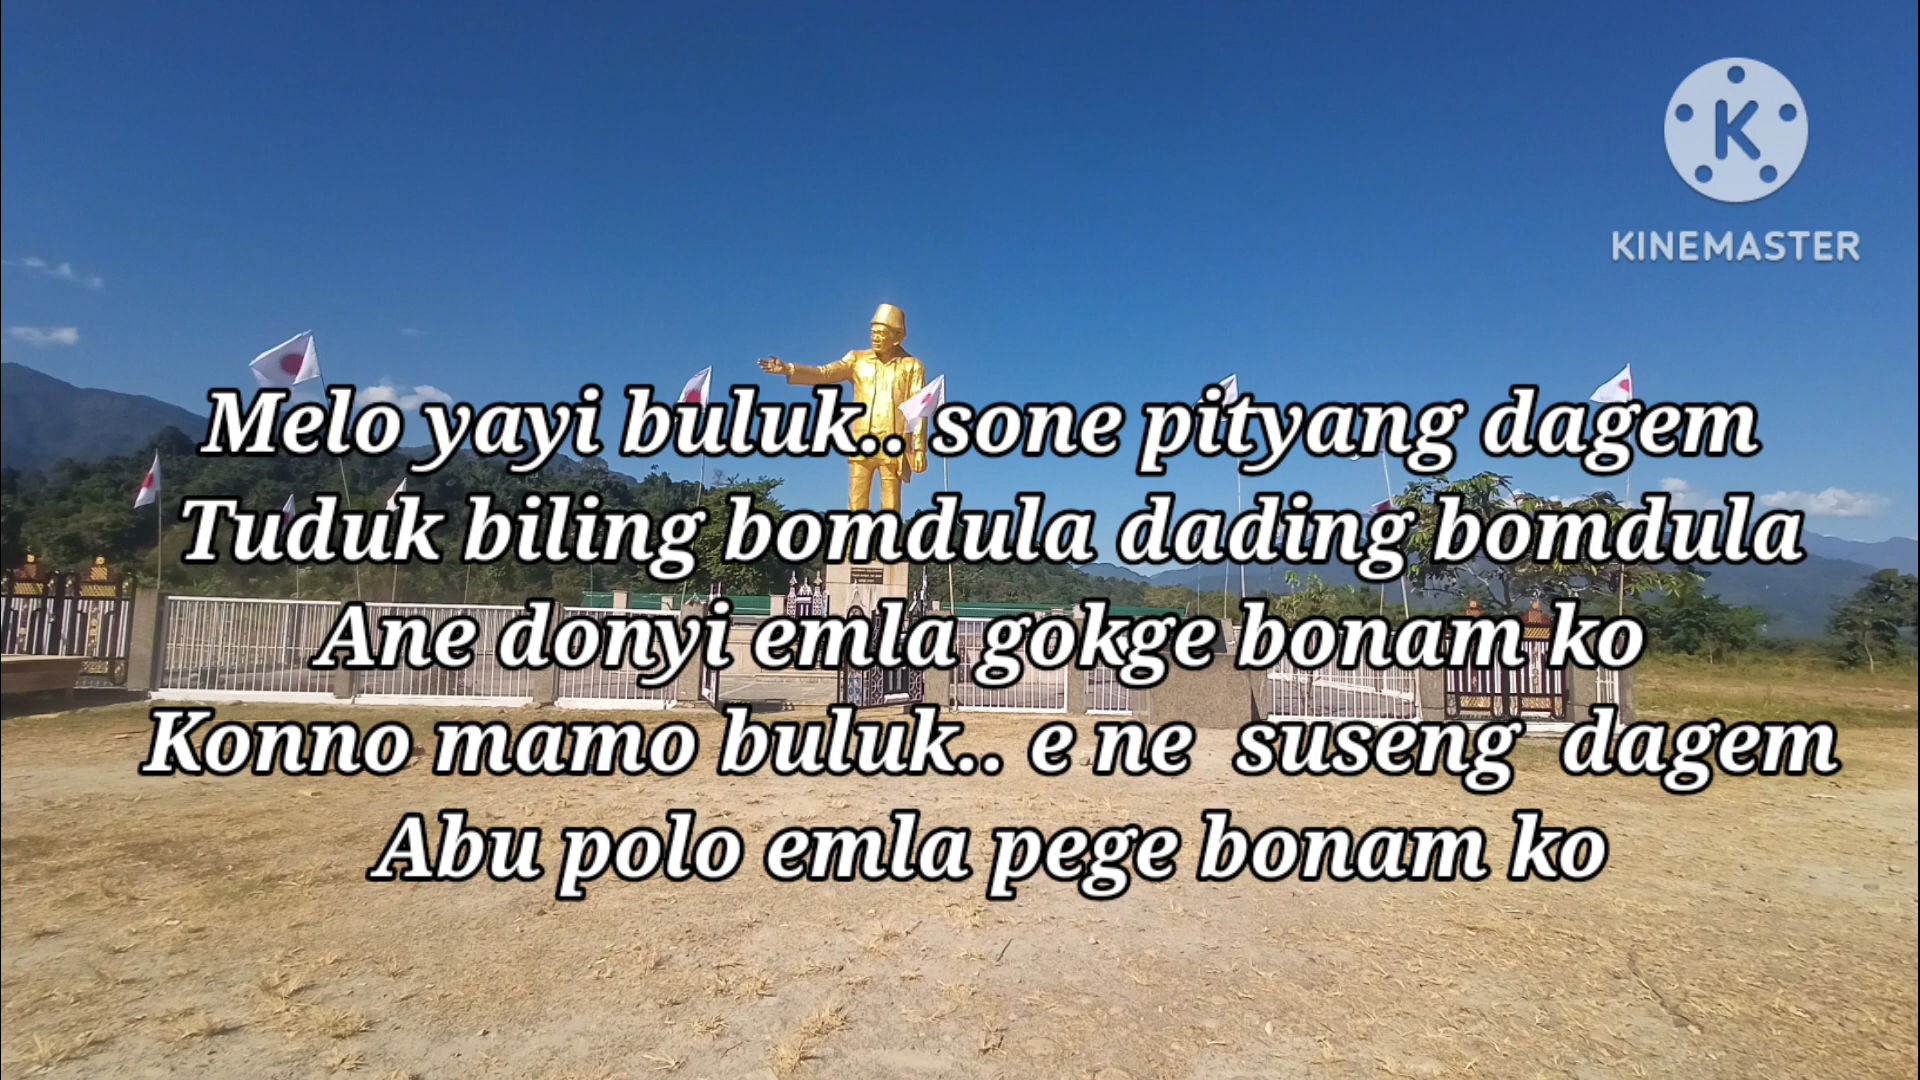 KINEMASTER
Melo yayi buluk.. sone pityang dagem
Tuduk biling bomdula dading bomdula
Ane donyi emla gokge bonam ko
Konno mamo buluk.. e ne suseng dagem
Abu polo emla pege bonam ko